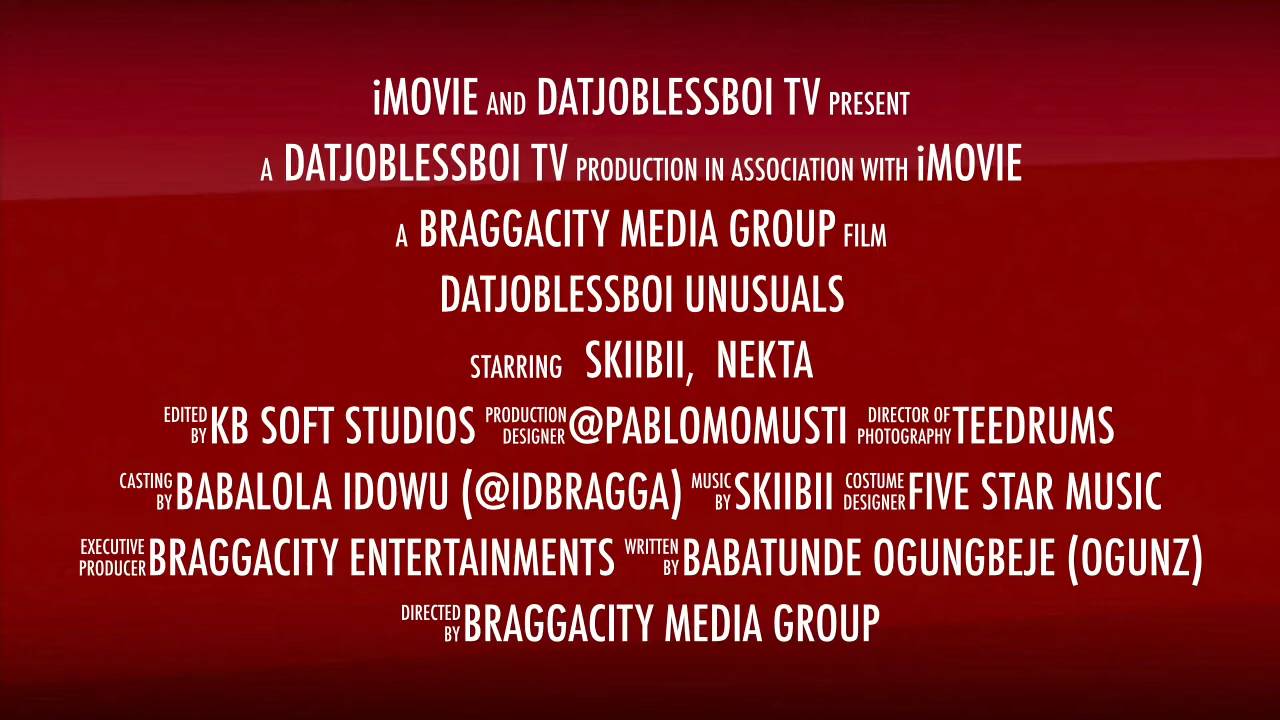 iMOVIE AND DATJOBLESSBOI TV PRESENT
A DATJOBLESSBOI TV PRODUCTION IN ASSOCIATION WITH iMOVIE
A BRAGGACITY MEDIA GROUP FILM
DATJOBLESSBOI UNUSUALS
STARRING SKIIBII, NEKTA
EDITED BY KB SOFT STUDIOS PRODUCTION DESIGNER @PABLOMOMUSTI DIRECTOR OF PHOTOGRAPHY TEEDRUMS
CASTING BY BABALOLA IDOWU (@IDBRAGGA) MUSIC BY SKIIBII COSTUME DESIGNER FIVE STAR MUSIC
EXECUTIVE PRODUCER BRAGGACITY ENTERTAINMENTS WRITTEN BY BABATUNDE OGUNGBEJE (OGUNZ)
DIRECTED BY BRAGGACITY MEDIA GROUP